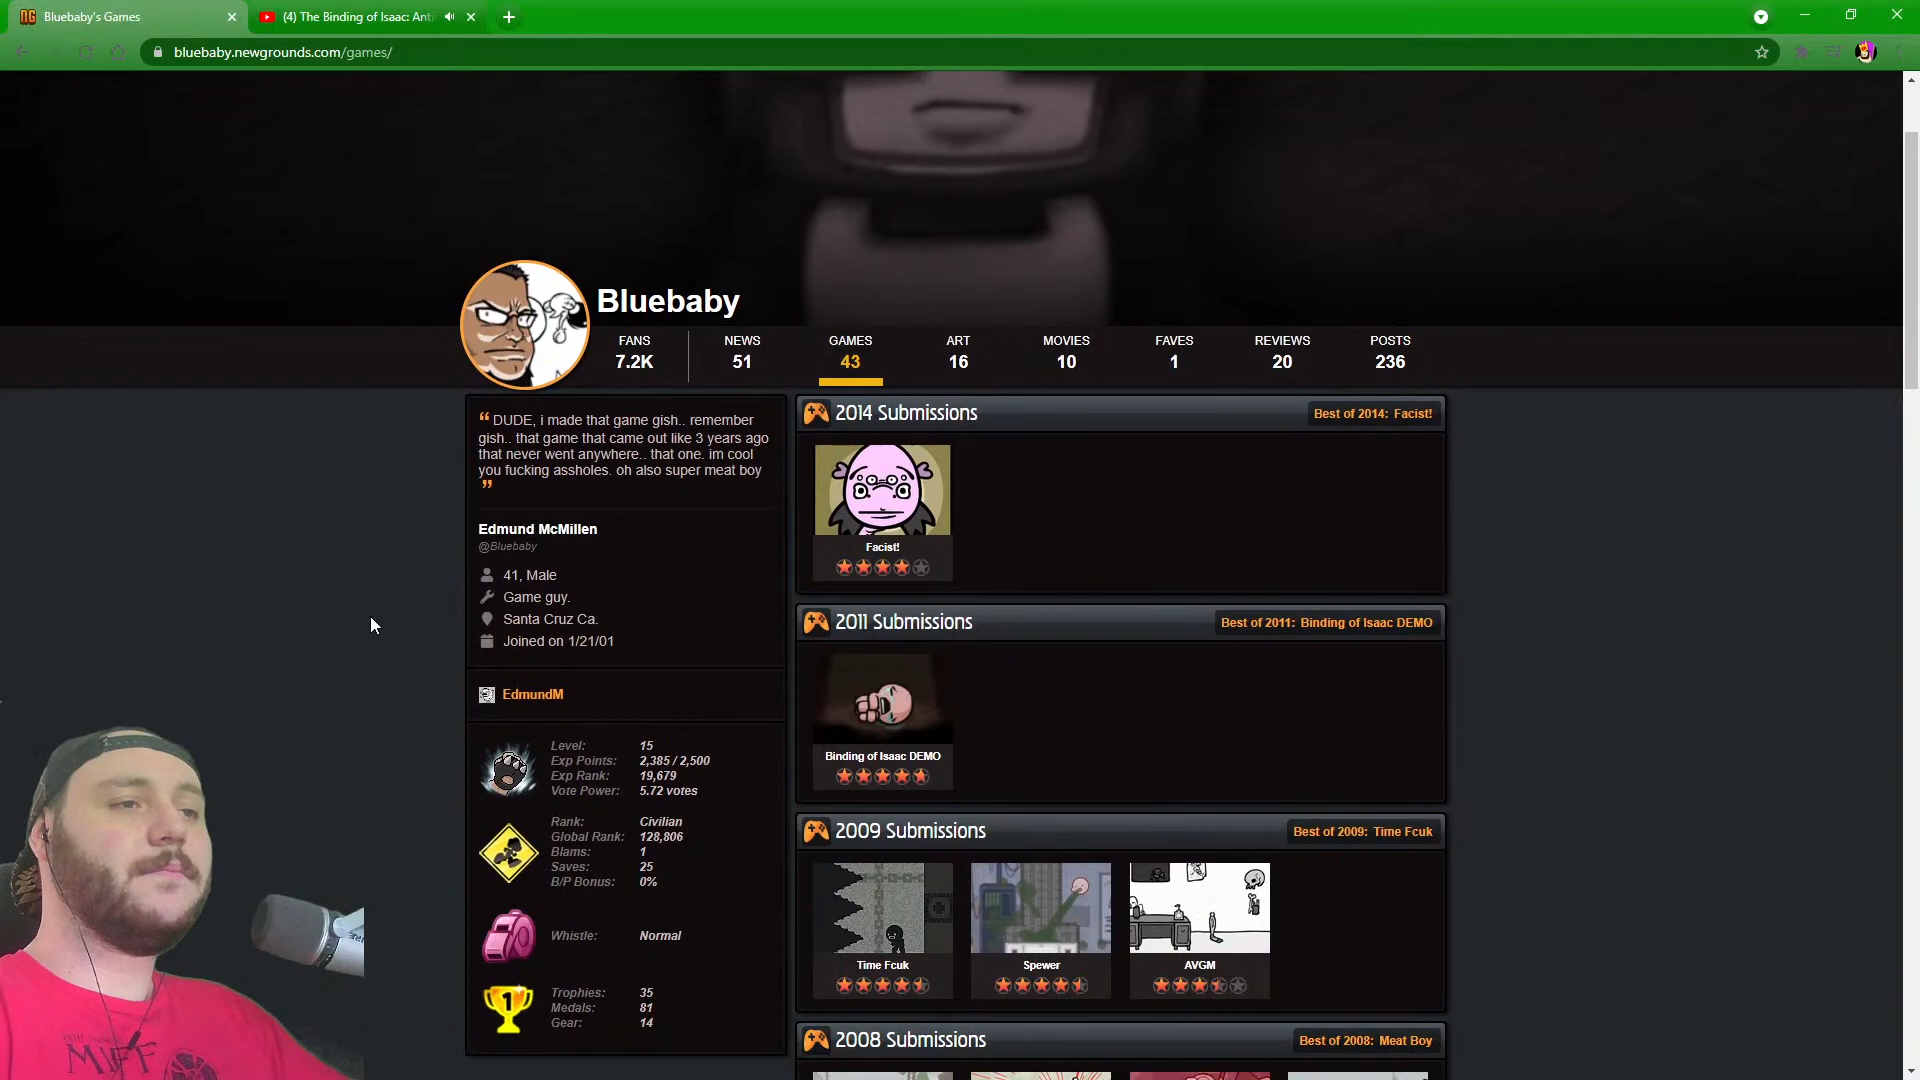 Bluebaby's Games
(4) The Binding of Isaac: Anti
bluebaby.newgrounds.com/games/
Bluebaby
FANS NEWS GAMES ART MOVIES FAVES REVIEWS POSTS
7.2K 51 43 16 10 1 20 236
“ DUDE, i made that game gish.. remember
gish.. that game that came out like 3 years ago
that never went anywhere.. that one. im cool
you fucking assholes. oh also super meat boy
”
Edmund McMillen
@Bluebaby
41, Male
Game guy.
Santa Cruz Ca.
Joined on 1/21/01
EdmundM
Level: 15
Exp Points: 2,385 / 2,500
Exp Rank: 19,679
Vote Power: 5.72 votes
Rank: Civilian
Global Rank: 128,806
Blams: 1
Saves: 25
B/P Bonus: 0%
Whistle: Normal
Trophies: 35
Medals: 81
Gear: 14
2014 Submissions
Best of 2014: Facist!
Facist!
2011 Submissions
Best of 2011: Binding of Isaac DEMO
Binding of Isaac DEMO
2009 Submissions
Best of 2009: Time Fcuk
Time Fcuk
Spewer
AVGM
2008 Submissions
Best of 2008: Meat Boy
MIFF